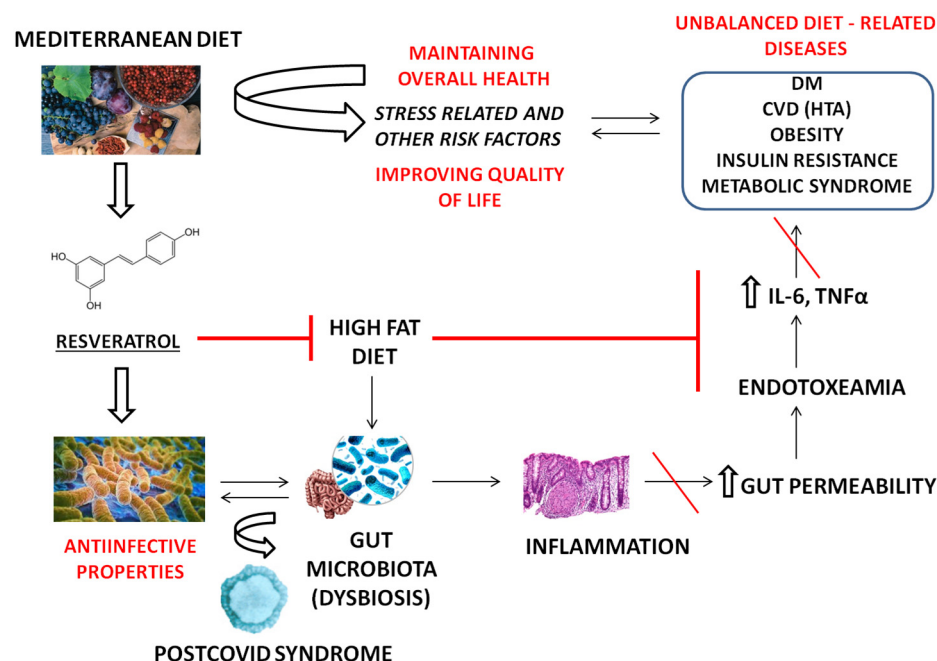 MEDITERRANEAN DIET
MAINTAINING
OVERALL HEALTH
STRESS RELATED AND
OTHER RISK FACTORS
IMPROVING QUALITY
OF LIFE
UNBALANCED DIET - RELATED
DISEASES
DM
CVD (HTA)
OBESITY
INSULIN RESISTANCE
METABOLIC SYNDROME
OH
HO
OH
RESVERATROL
HIGH FAT
DIET
IL-6, TNFα
ENDOTOXEAMIA
GUT PERMEABILITY
INFLAMMATION
GUT
MICROBIOTA
(DYSBIOSIS)
ANTIINFECTIVE
PROPERTIES
POSTCOVID SYNDROME